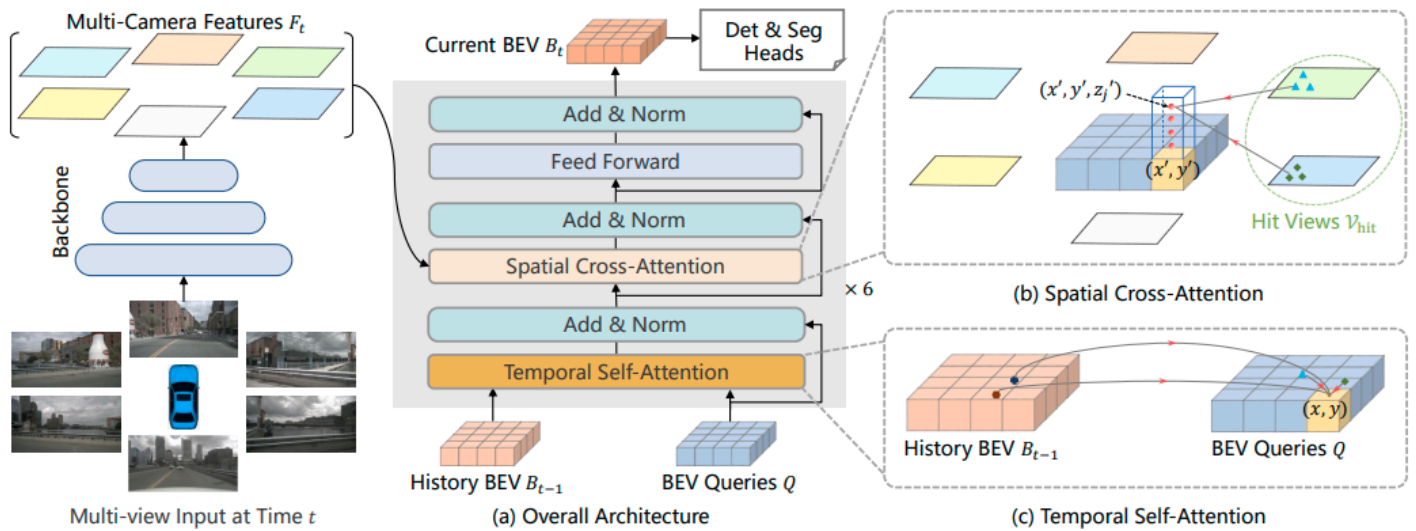 Multi-Camera Features F_t
Backbone
Multi-view Input at Time t
Current BEV B_t
Det & Seg
Heads
Add & Norm
Feed Forward
Add & Norm
Spatial Cross-Attention
× 6
Add & Norm
Temporal Self-Attention
History BEV B_{t−1}
BEV Queries Q
(a) Overall Architecture
(x′, y′, z_j′)
(x′, y′)
Hit Views 𝒱_hit
(b) Spatial Cross-Attention
(x, y)
History BEV B_{t−1}
BEV Queries Q
(c) Temporal Self-Attention